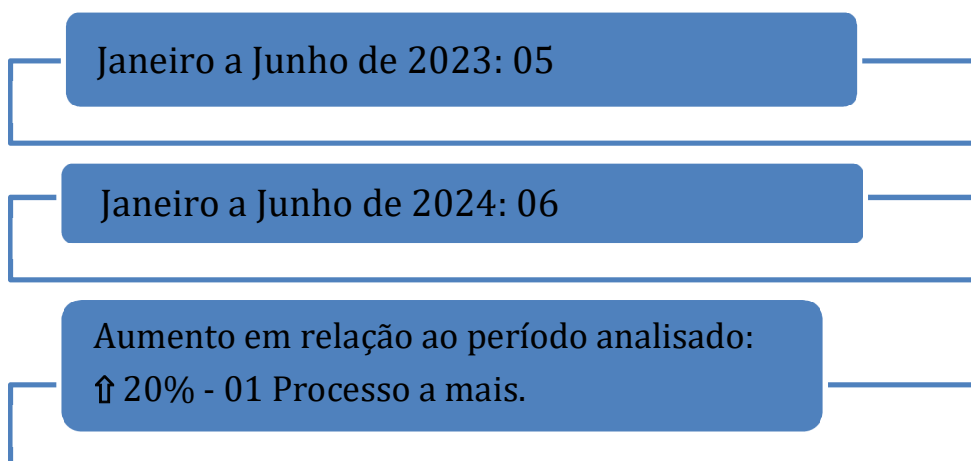 Janeiro a Junho de 2023: 05
Janeiro a Junho de 2024: 06
Aumento em relação ao período analisado:
⇧ 20% - 01 Processo a mais.